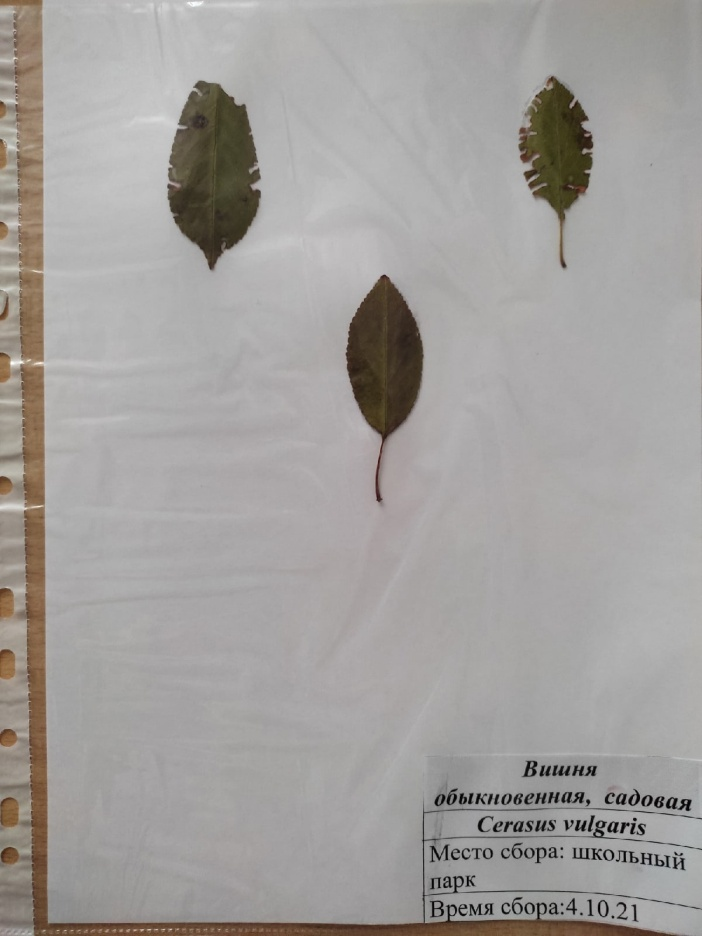 Вишня
обыкновенная, садовая
Cerasus vulgaris
Место сбора: школьный
парк
Время сбора:4.10.21